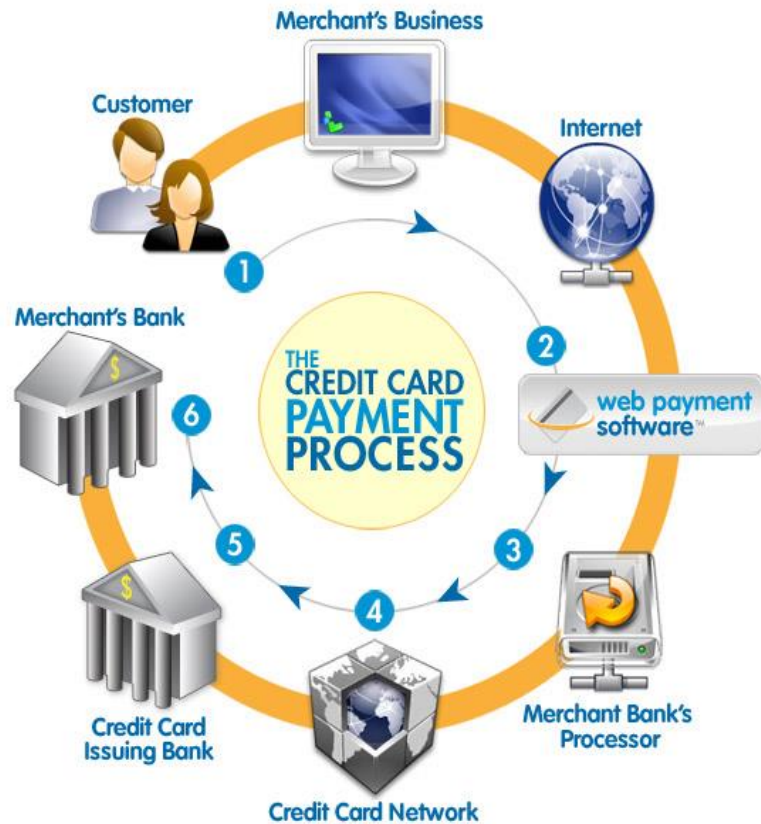 Merchant's Business
Customer
Internet
1
Merchant's Bank
2
THE
CREDIT CARD
PAYMENT
PROCESS
web payment
software™
6
$
5
3
4
$
Merchant Bank's
Processor
Credit Card
Issuing Bank
Credit Card Network